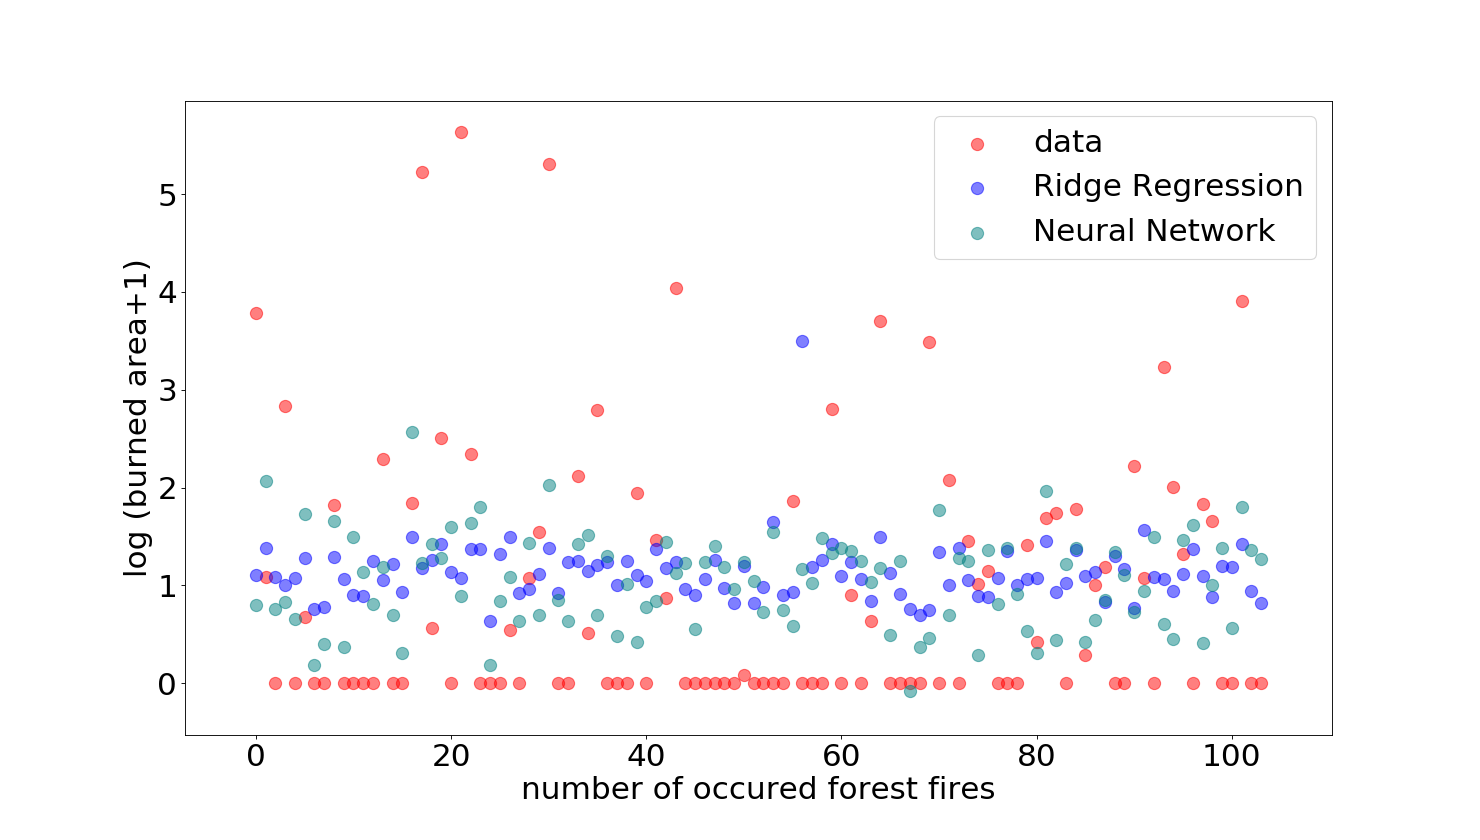 data
Ridge Regression
Neural Network
5
4
3
2
1
0
log (burned area+1)
0 20 40 60 80 100
number of occured forest fires